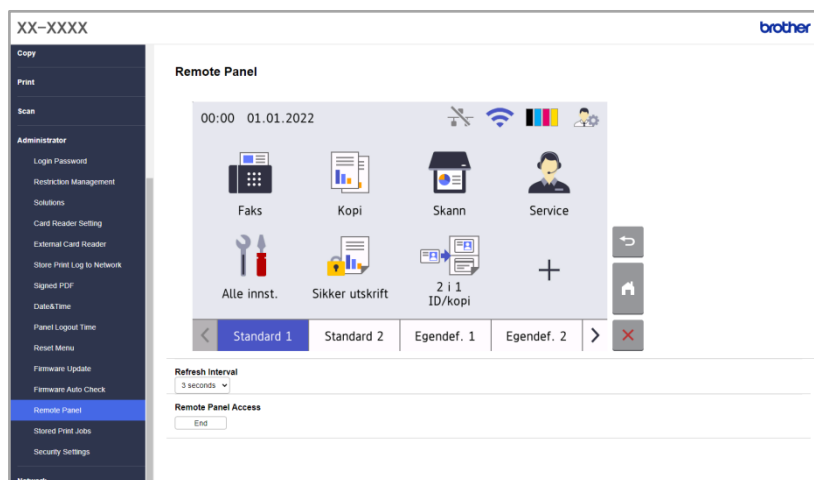 XX-XXXX
brother
Copy
Print
Scan
Administrator
Login Password
Restriction Management
Solutions
Card Reader Setting
External Card Reader
Store Print Log to Network
Signed PDF
Date&Time
Panel Logout Time
Reset Menu
Firmware Update
Firmware Auto Check
Remote Panel
Stored Print Jobs
Security Settings
Network
Remote Panel
00:00 01.01.2022
Faks
Kopi
Skann
Service
Alle innst.
Sikker utskrift
2 i 1
ID/kopi
Standard 1
Standard 2
Egendef. 1
Egendef. 2
Refresh Interval
3 seconds
Remote Panel Access
End